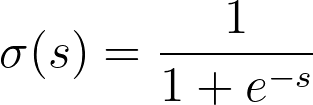 σ(s) = 1 / (1 + e^{-s})